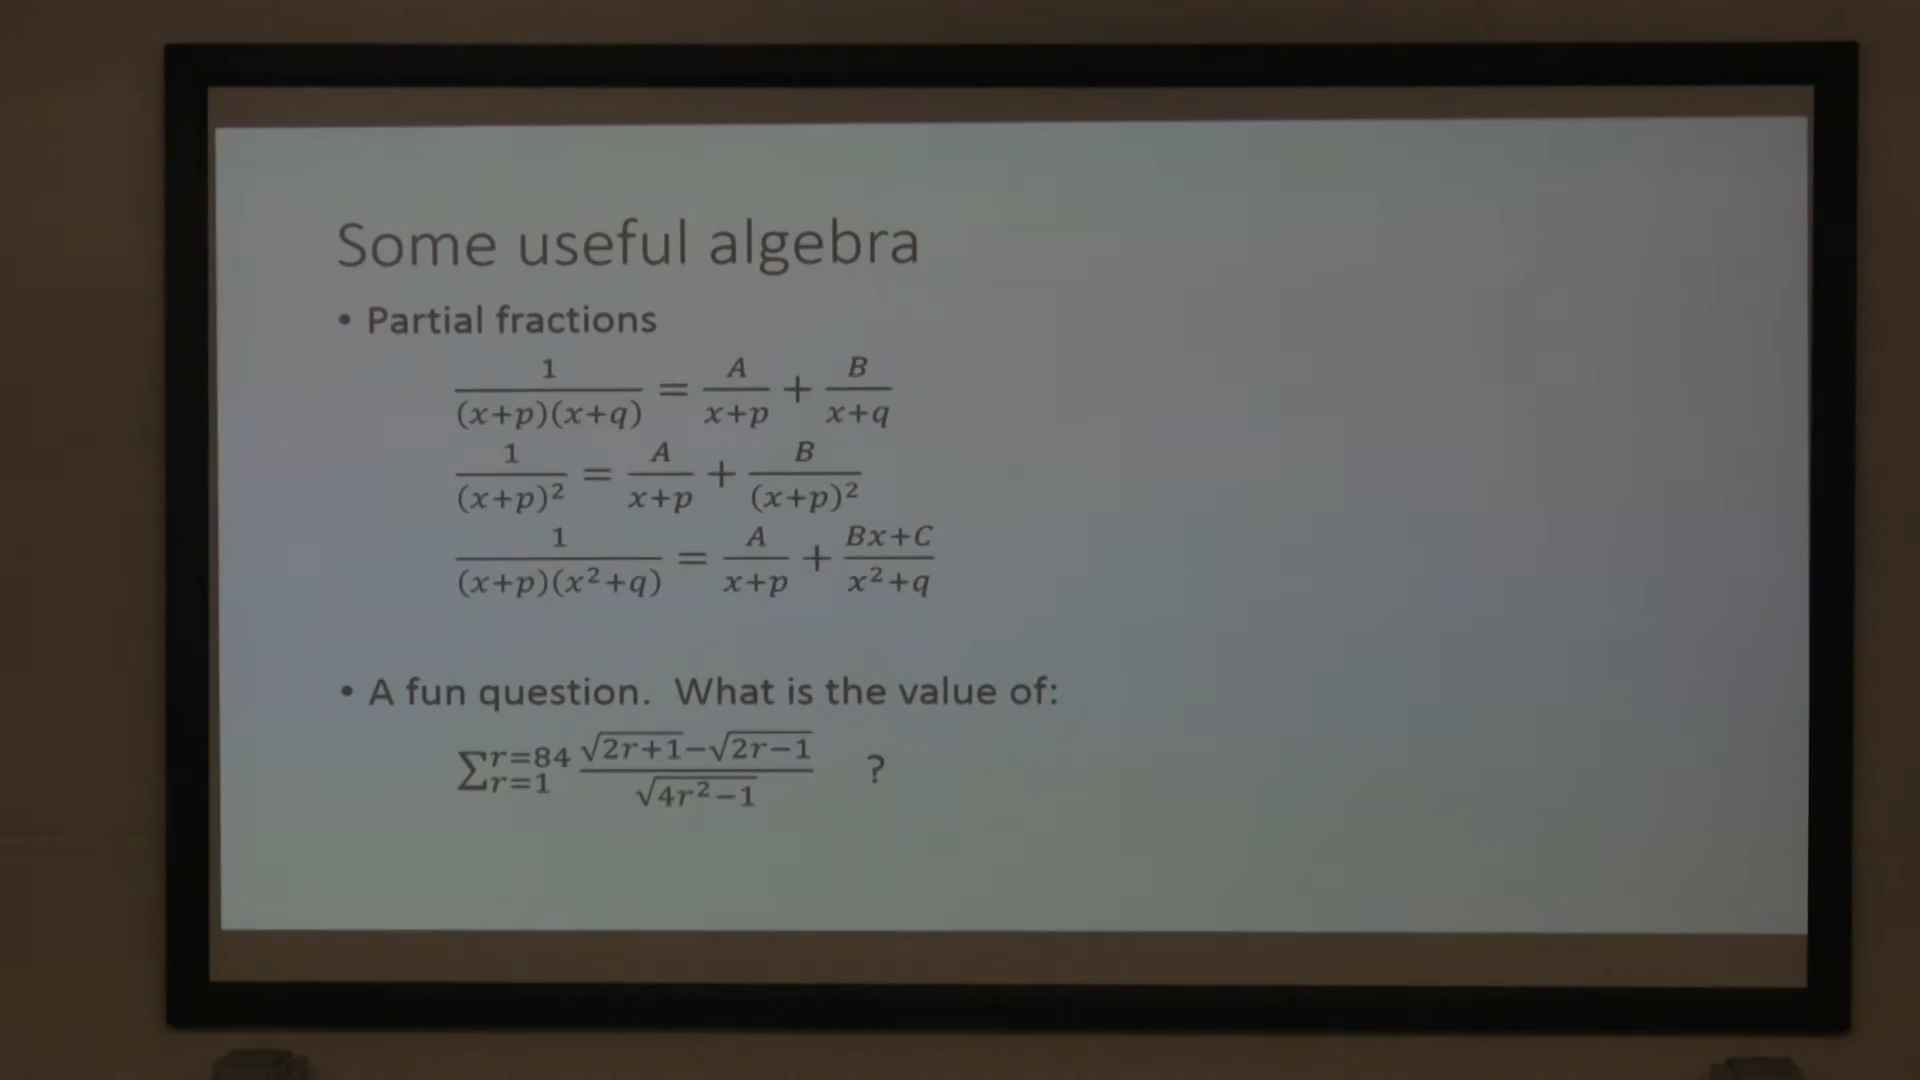 Some useful algebra
• Partial fractions
1/((x+p)(x+q)) = A/(x+p) + B/(x+q)
1/(x+p)² = A/(x+p) + B/(x+p)²
1/((x+p)(x²+q)) = A/(x+p) + (Bx+C)/(x²+q)
• A fun question. What is the value of:
∑_{r=1}^{r=84} (√(2r+1)−√(2r−1))/√(4r²−1) ?